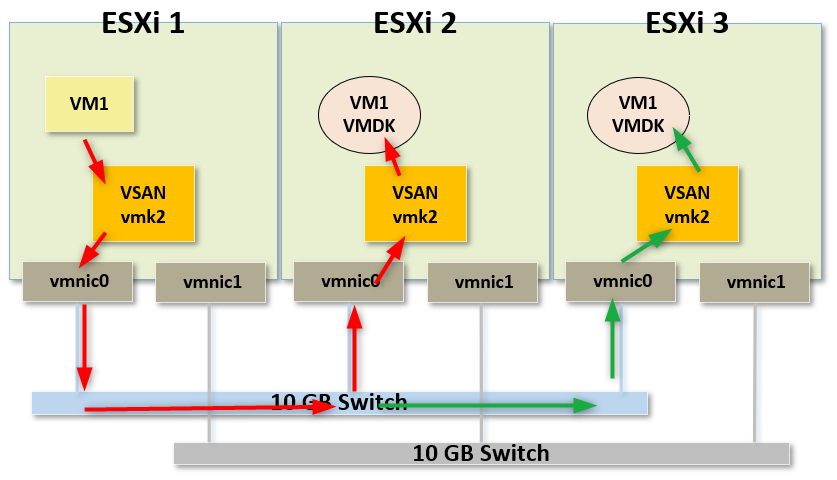 ESXi 1
ESXi 2
ESXi 3
VM1
VM1
VMDK
VM1
VMDK
VSAN
vmk2
VSAN
vmk2
VSAN
vmk2
vmnic0
vmnic1
vmnic0
vmnic1
vmnic0
vmnic1
10 GB Switch
10 GB Switch